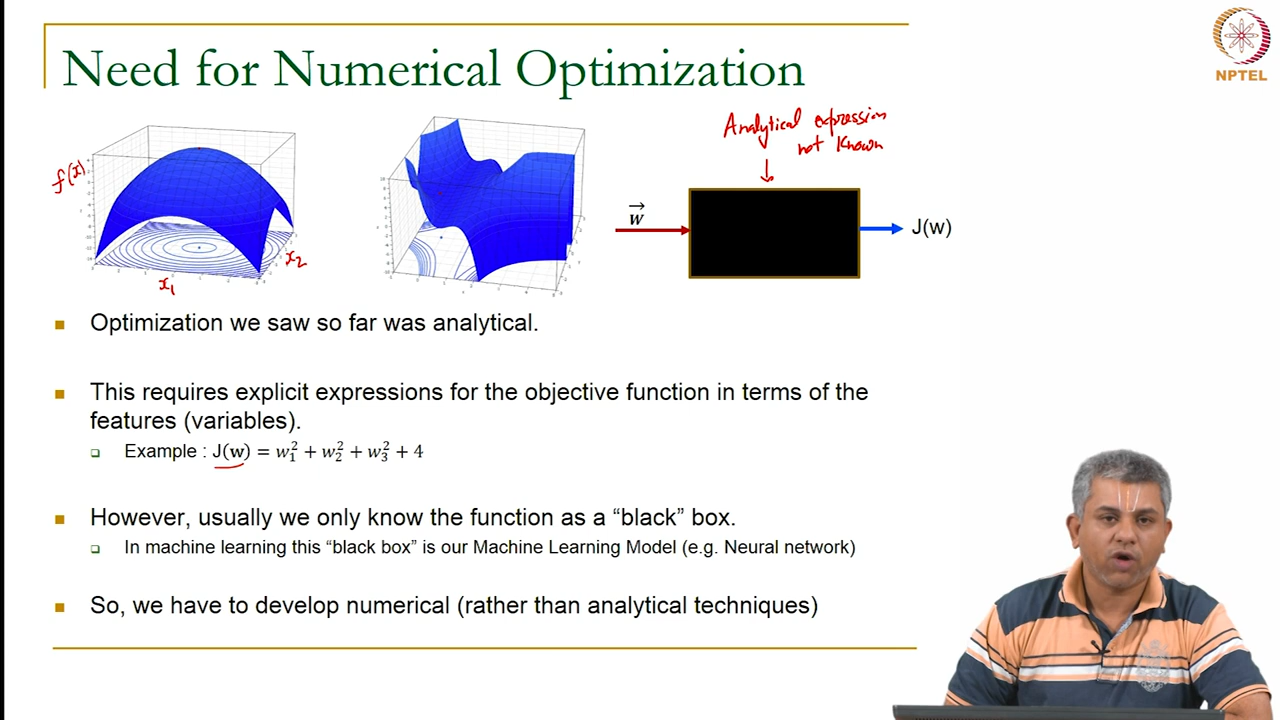 Need for Numerical Optimization
NPTEL
Analytical expression
not known
f(x)
x₁
x₂
w⃗
J(w)
Optimization we saw so far was analytical.
This requires explicit expressions for the objective function in terms of the
features (variables).
Example : J(w) = w₁² + w₂² + w₃² + 4
However, usually we only know the function as a “black” box.
In machine learning this “black box” is our Machine Learning Model (e.g. Neural network)
So, we have to develop numerical (rather than analytical techniques)